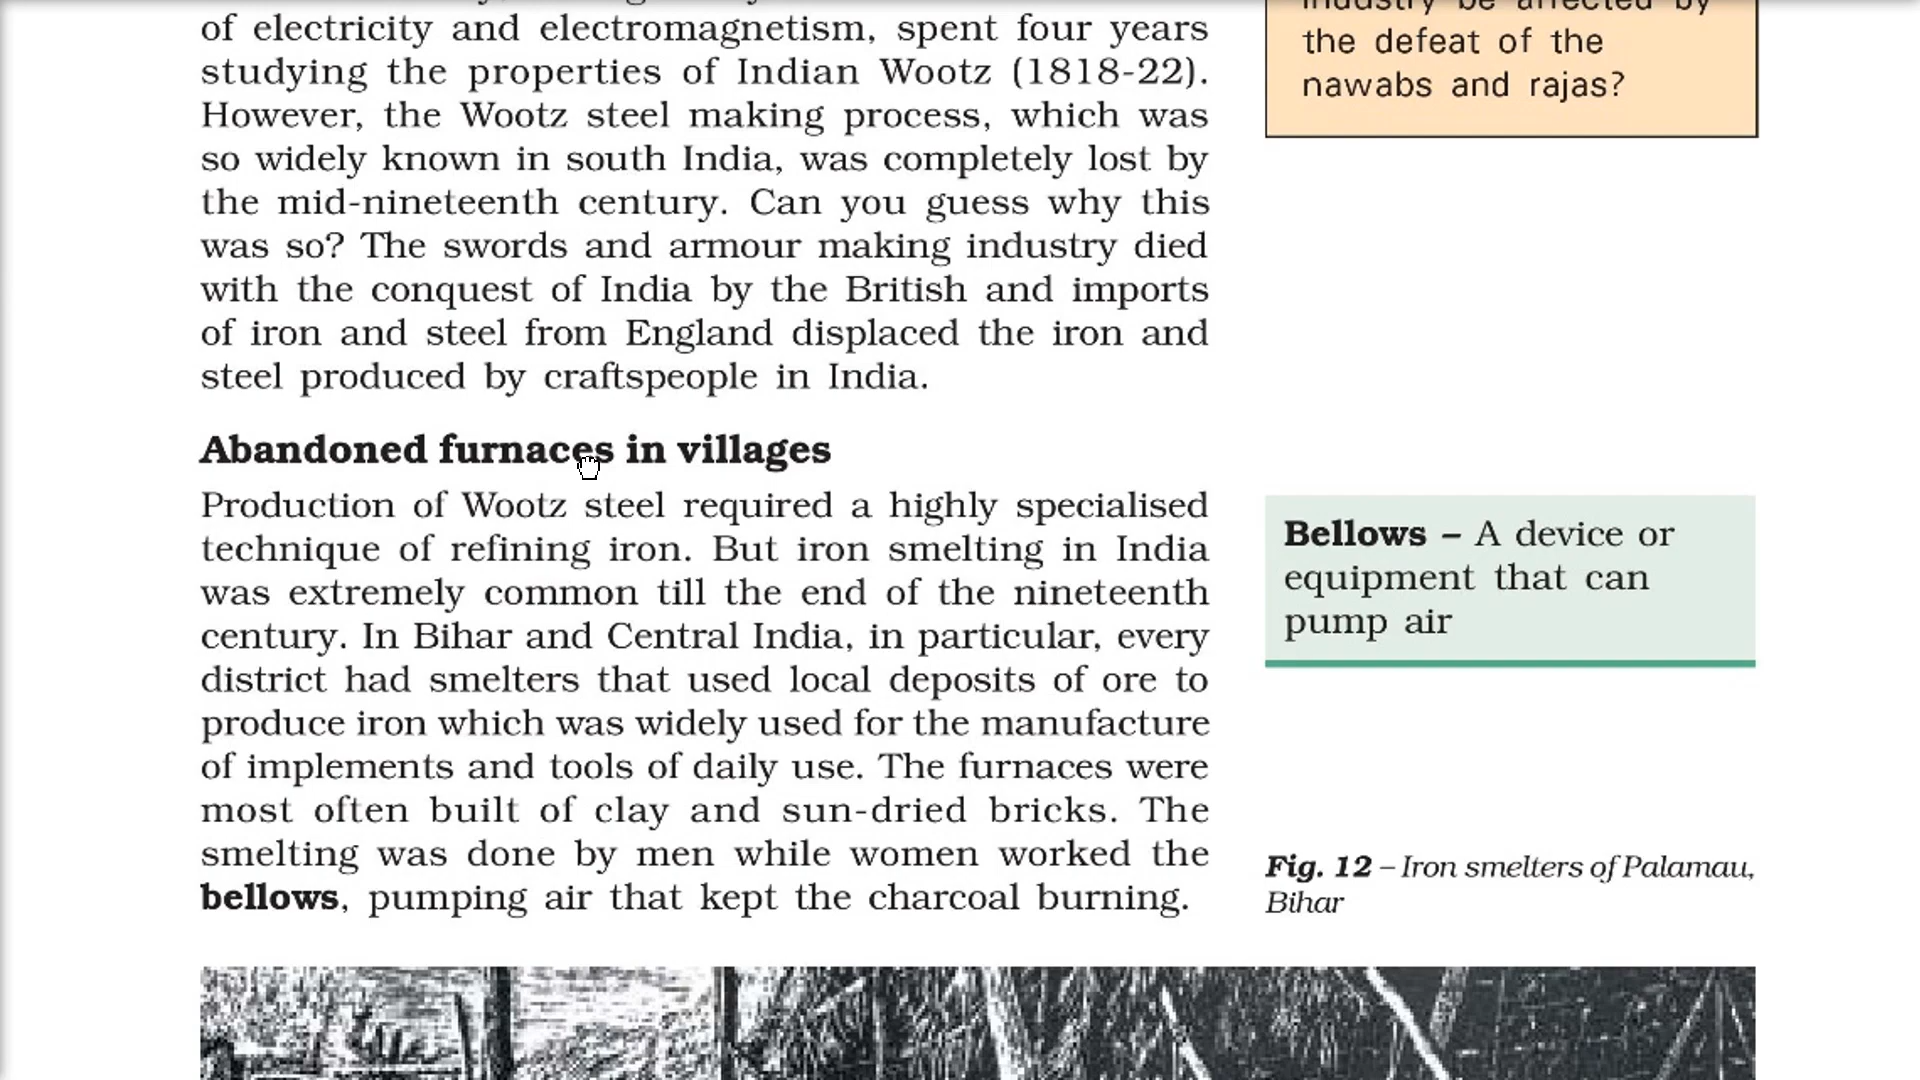 of electricity and electromagnetism, spent four years
studying the properties of Indian Wootz (1818-22).
However, the Wootz steel making process, which was
so widely known in south India, was completely lost by
the mid-nineteenth century. Can you guess why this
was so? The swords and armour making industry died
with the conquest of India by the British and imports
of iron and steel from England displaced the iron and
steel produced by craftspeople in India.
Abandoned furnaces in villages
Production of Wootz steel required a highly specialised
technique of refining iron. But iron smelting in India
was extremely common till the end of the nineteenth
century. In Bihar and Central India, in particular, every
district had smelters that used local deposits of ore to
produce iron which was widely used for the manufacture
of implements and tools of daily use. The furnaces were
most often built of clay and sun-dried bricks. The
smelting was done by men while women worked the
bellows, pumping air that kept the charcoal burning.
industry be affected by
the defeat of the
nawabs and rajas?
Bellows – A device or
equipment that can
pump air
Fig. 12 – Iron smelters of Palamau,
Bihar